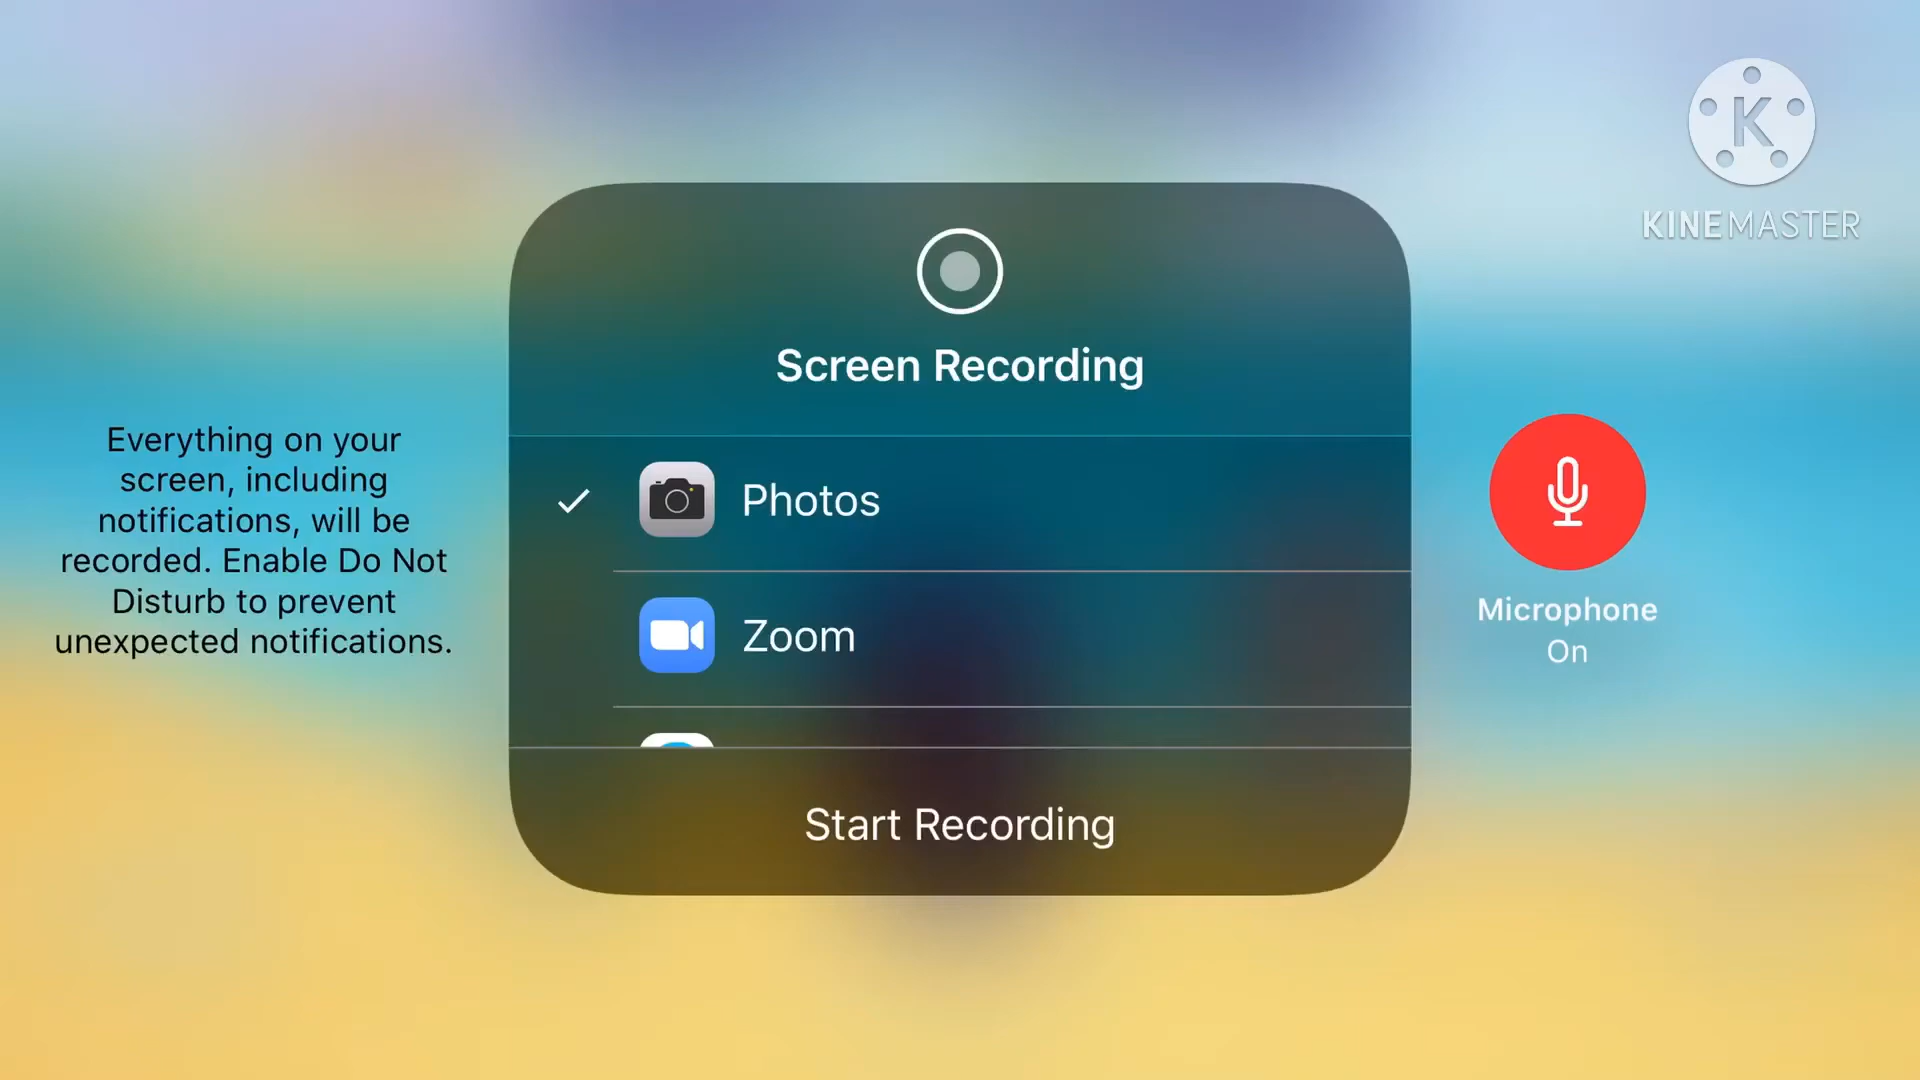 K
KINEMASTER
Screen Recording
Everything on your
screen, including
notifications, will be
recorded. Enable Do Not
Disturb to prevent
unexpected notifications.
Photos
Zoom
Start Recording
Microphone
On